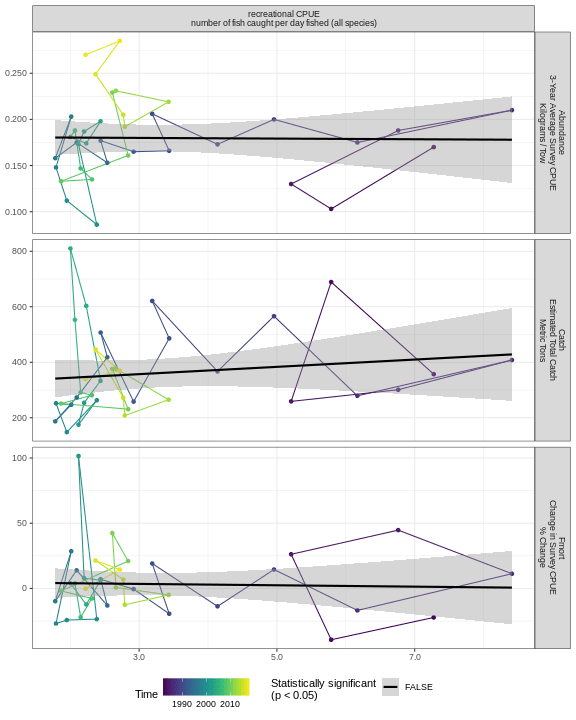 recreational CPUE
number of fish caught per day fished (all species)
0.250
0.200
0.150
0.100
Abundance
3-Year Average Survey CPUE
Kilograms / Tow
800
600
400
200
Catch
Estimated Total Catch
Metric Tons
100
50
0
Fmort
Change in Survey CPUE
% Change
3.0
5.0
7.0
Time
1990 2000 2010
Statistically significant
(p < 0.05)
FALSE